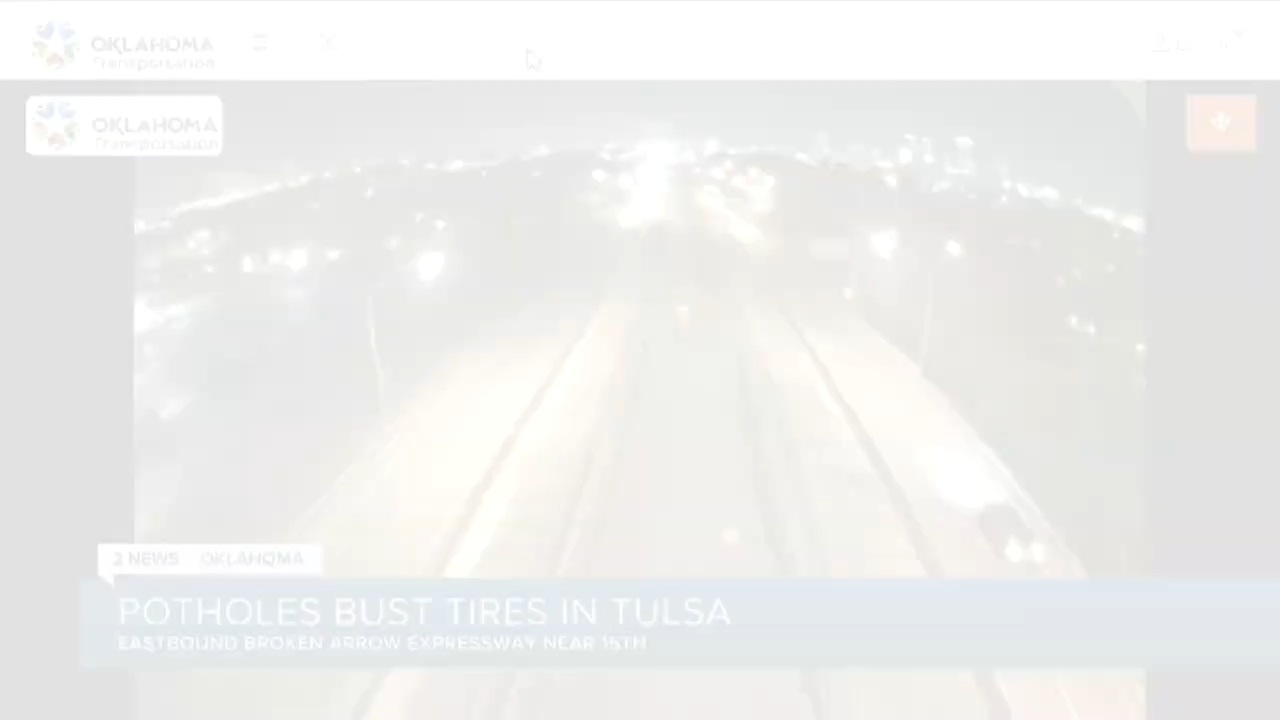 OKLAHOMA
Transportation
OKLAHOMA
Transportation
2 NEWS OKLAHOMA
POTHOLES BUST TIRES IN TULSA
EASTBOUND BROKEN ARROW EXPRESSWAY NEAR 15TH